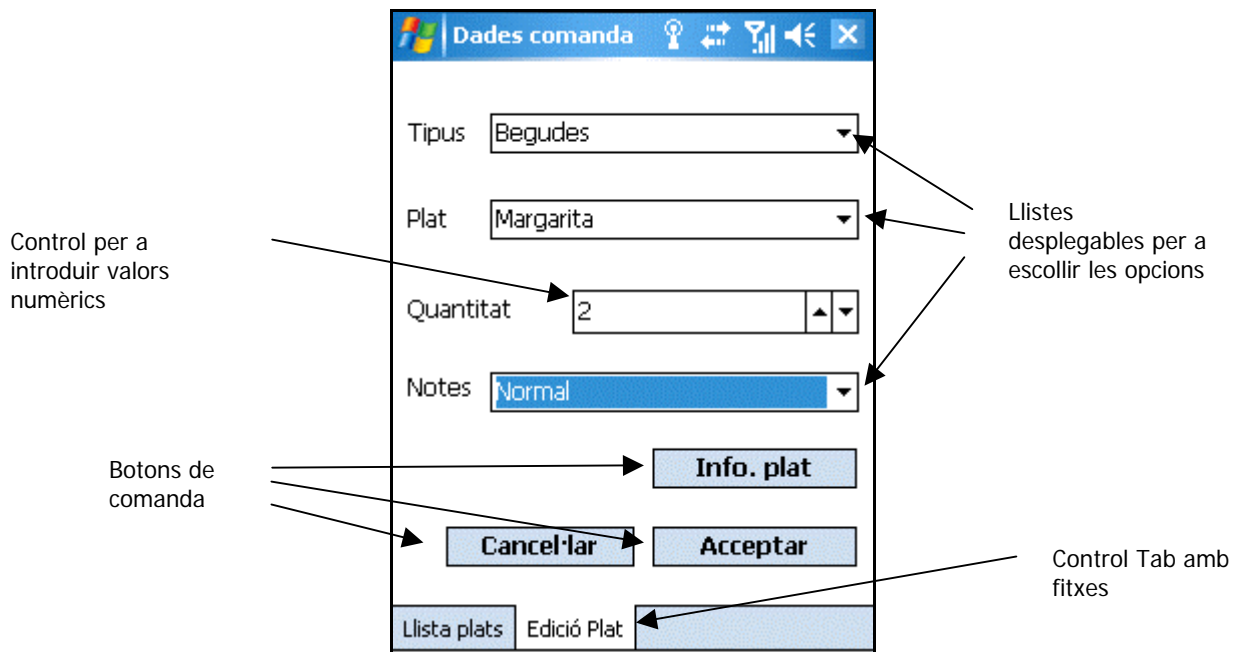 Dades comanda
Tipus Begudes
Plat Margarita
Llistes
desplegables per a
escollir les opcions
Control per a
introduir valors
numèrics
Quantitat 2
Notes Normal
Info. plat
Botons de
comanda
Cancel·lar Acceptar
Control Tab amb
fitxes
Llista plats Edició Plat